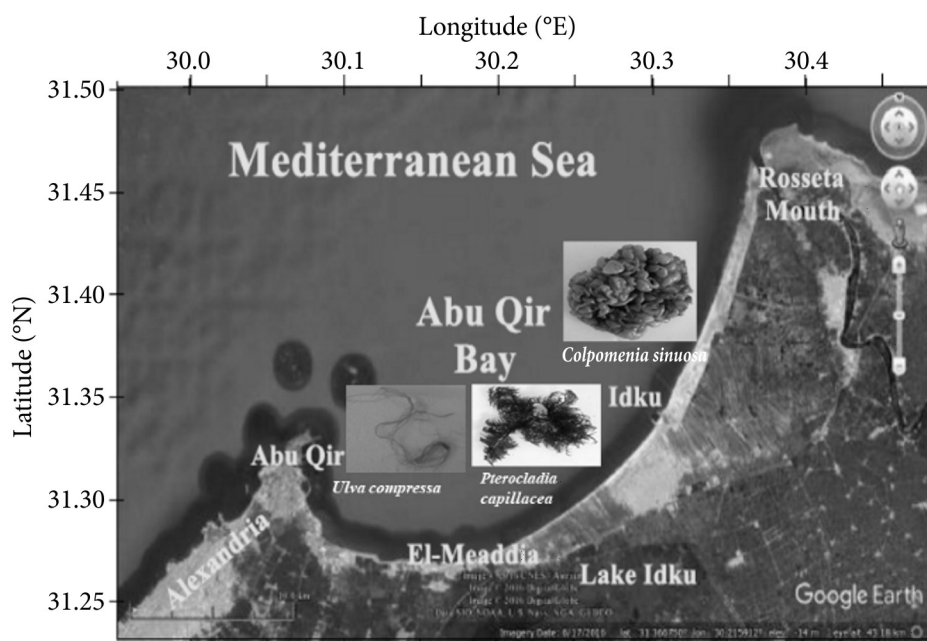 Longitude (°E)
30.0 30.1 30.2 30.3 30.4
Latitude (°N)
31.50
31.45
31.40
31.35
31.30
31.25
Mediterranean Sea
Rosseta
Mouth
Abu Qir
Bay
Colpomenia sinuosa
Idku
Abu Qir
Ulva compressa
Pterocladia
capillacea
Alexandria
El-Meaddia
Lake Idku
Google Earth